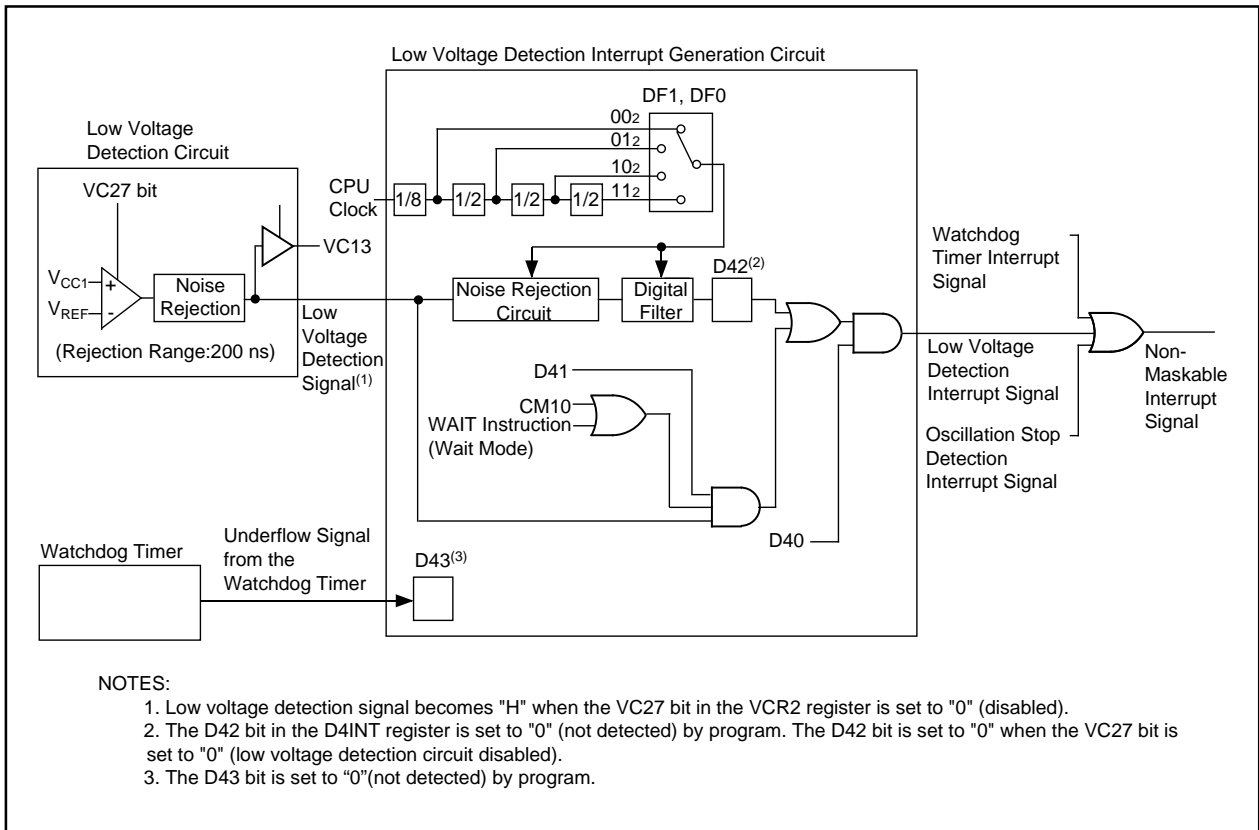 Low Voltage Detection Interrupt Generation Circuit
DF1, DF0
00₂
01₂
10₂
11₂
Low Voltage
Detection Circuit
VC27 bit
CPU
Clock
1/8
1/2
1/2
1/2
VC13
VCC1
+
VREF
-
Noise
Rejection
(Rejection Range:200 ns)
Low
Voltage
Detection
Signal(1)
Noise Rejection
Circuit
Digital
Filter
D42(2)
Watchdog
Timer Interrupt
Signal
Low Voltage
Detection
Interrupt Signal
Non-
Maskable
Interrupt
Signal
Oscillation Stop
Detection
Interrupt Signal
D41
CM10
WAIT Instruction
(Wait Mode)
D40
Watchdog Timer
Underflow Signal
from the
Watchdog Timer
D43(3)
NOTES:
1. Low voltage detection signal becomes "H" when the VC27 bit in the VCR2 register is set to "0" (disabled).
2. The D42 bit in the D4INT register is set to "0" (not detected) by program. The D42 bit is set to "0" when the VC27 bit is
set to "0" (low voltage detection circuit disabled).
3. The D43 bit is set to “0”(not detected) by program.